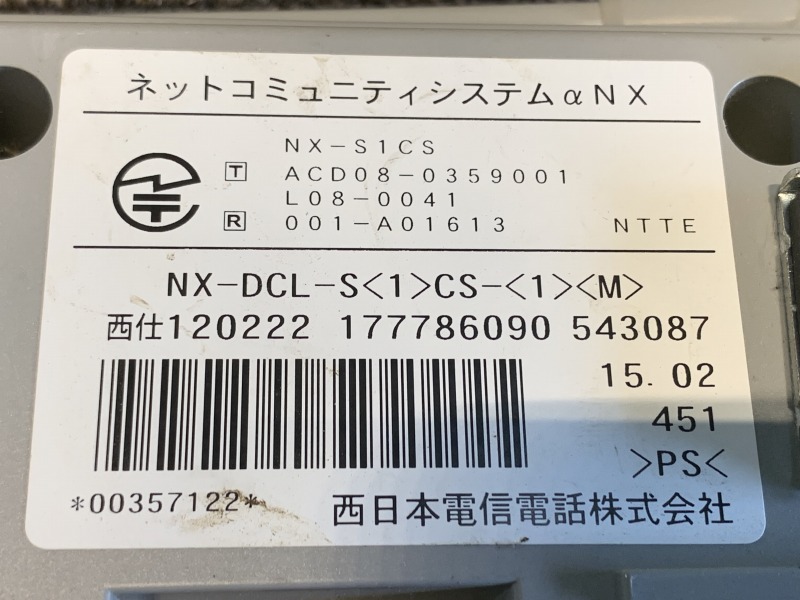 ネットコミュニティシステムαNX
NX-S1CS
T ACD08-0359001
L08-0041
R 001-A01613 NTTE
NX-DCL-S<1>CS-<1><M>
西仕120222 177786090 543087
15.02
451
>PS<
*00357122* 西日本電信電話株式会社